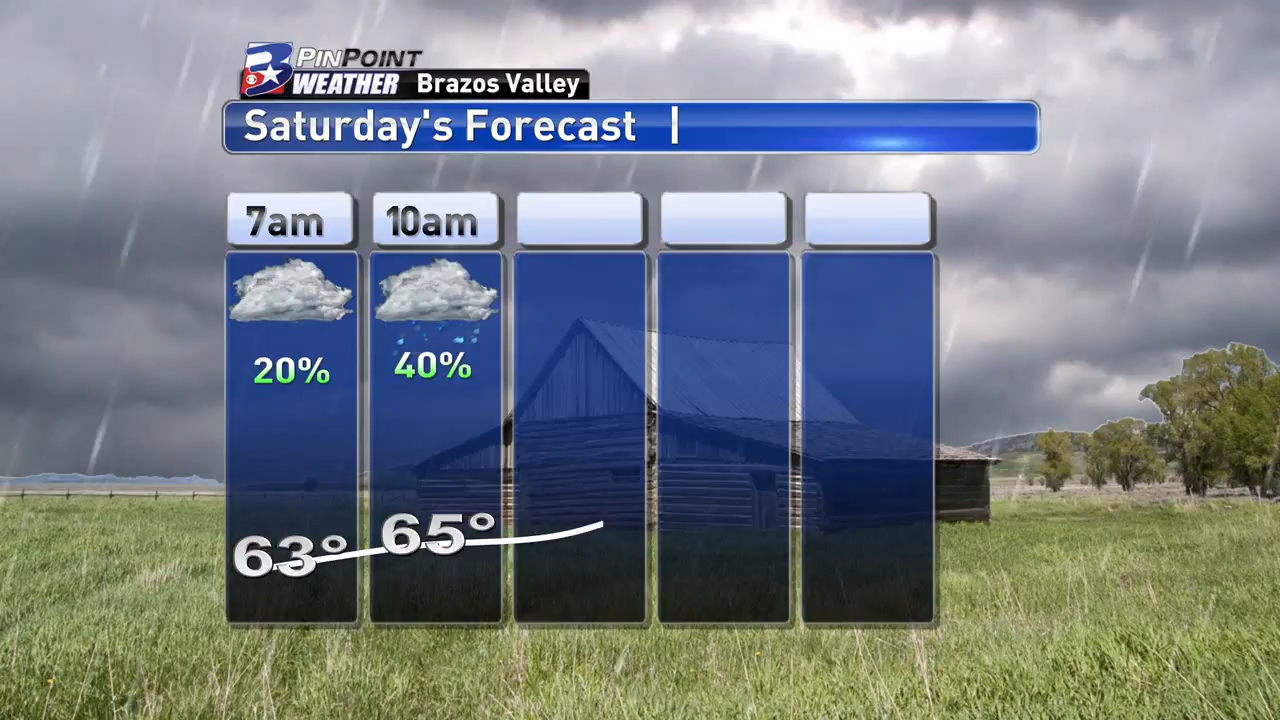 PINPOINT
WEATHER Brazos Valley
Saturday's Forecast |
7am 10am
20% 40%
63° 65°